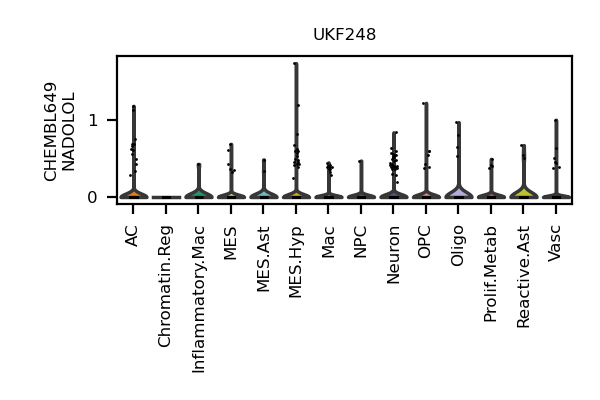 UKF248
CHEMBL649
NADOLOL
1
0
AC
Chromatin.Reg
Inflammatory.Mac
MES
MES.Ast
MES.Hyp
Mac
NPC
Neuron
OPC
Oligo
Prolif.Metab
Reactive.Ast
Vasc